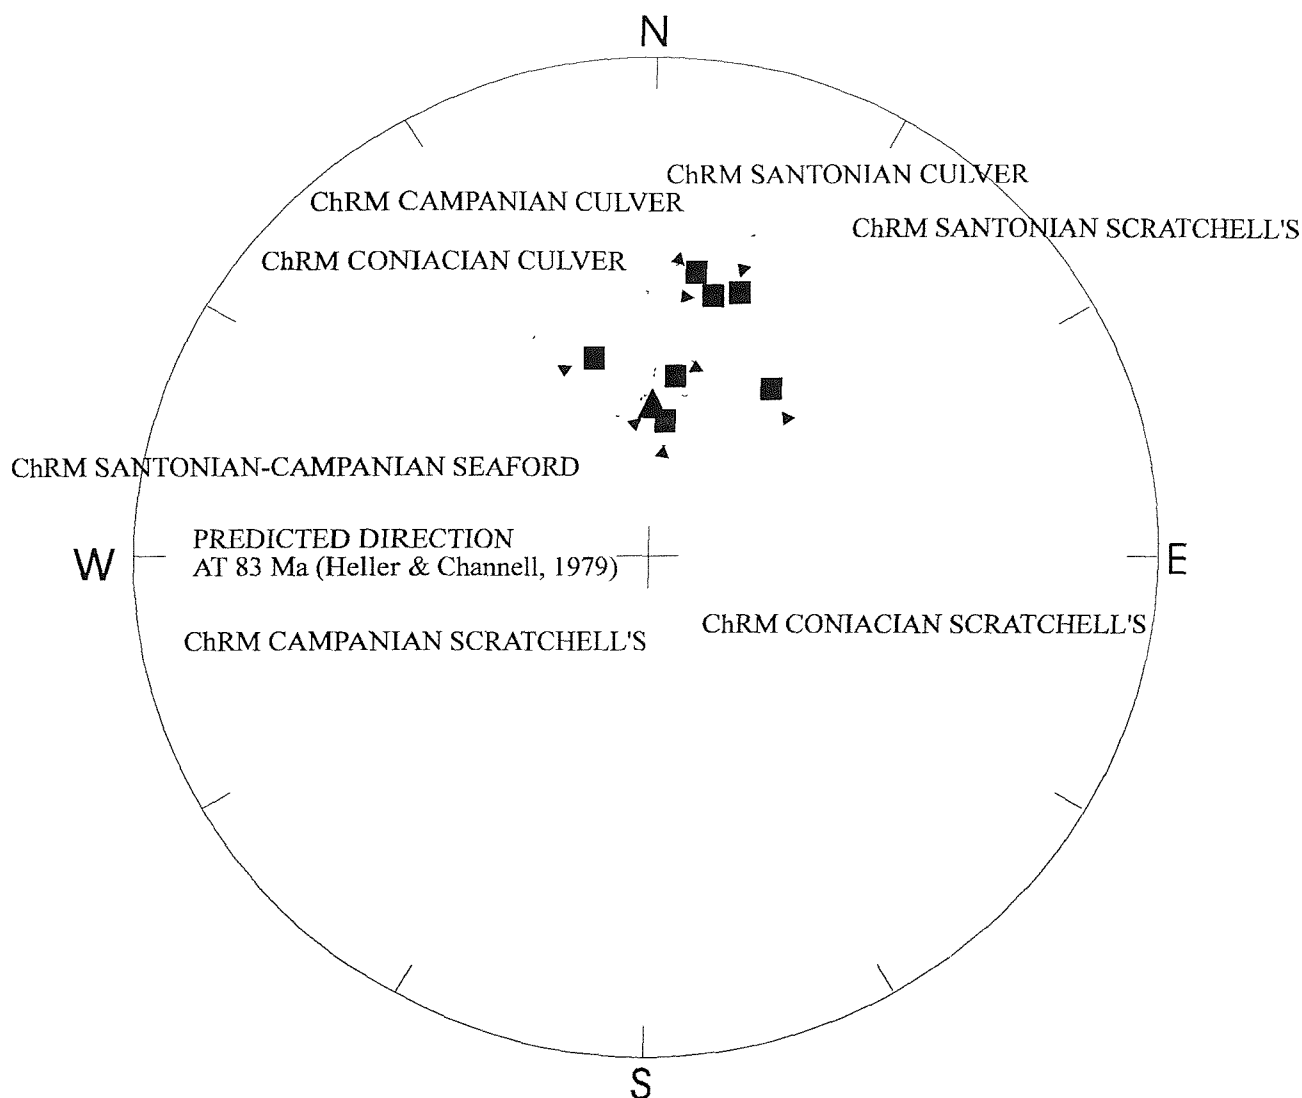 N
ChRM SANTONIAN CULVER
ChRM CAMPANIAN CULVER
ChRM SANTONIAN SCRATCHELL'S
ChRM CONIACIAN CULVER
ChRM SANTONIAN-CAMPANIAN SEAFORD
PREDICTED DIRECTION
AT 83 Ma (Heller & Channell, 1979)
W
E
ChRM CONIACIAN SCRATCHELL'S
ChRM CAMPANIAN SCRATCHELL'S
S